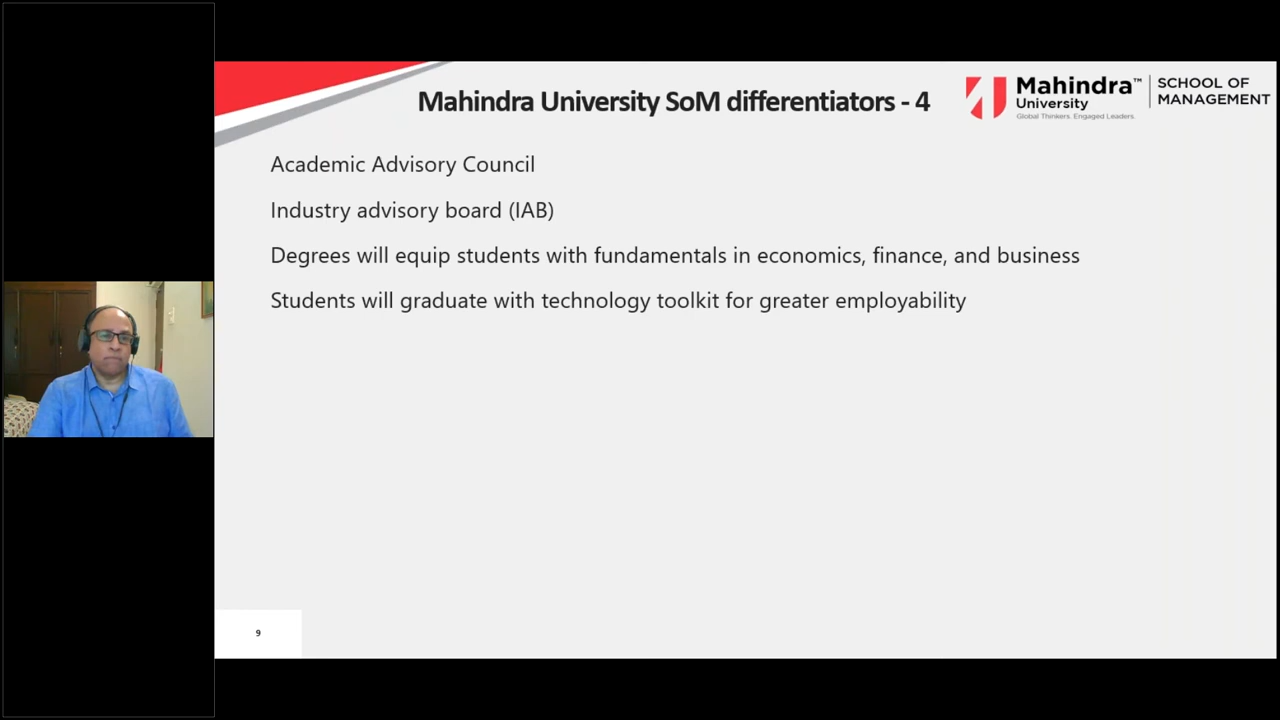 Mahindra University SoM differentiators - 4
Mahindra™
University
Global Thinkers. Engaged Leaders.
SCHOOL OF
MANAGEMENT
Academic Advisory Council
Industry advisory board (IAB)
Degrees will equip students with fundamentals in economics, finance, and business
Students will graduate with technology toolkit for greater employability
9